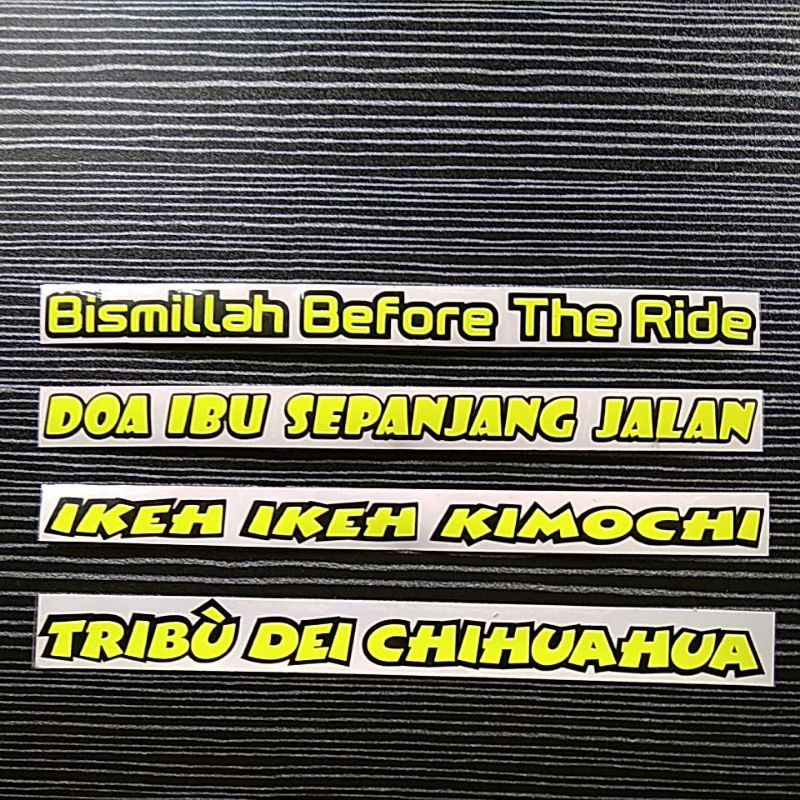 Bismillah Before The Ride
DOA IBU SEPANJANG JALAN
IKEH IKEH KIMOCHI
TRIBÙ DEI CHIHUAHUA